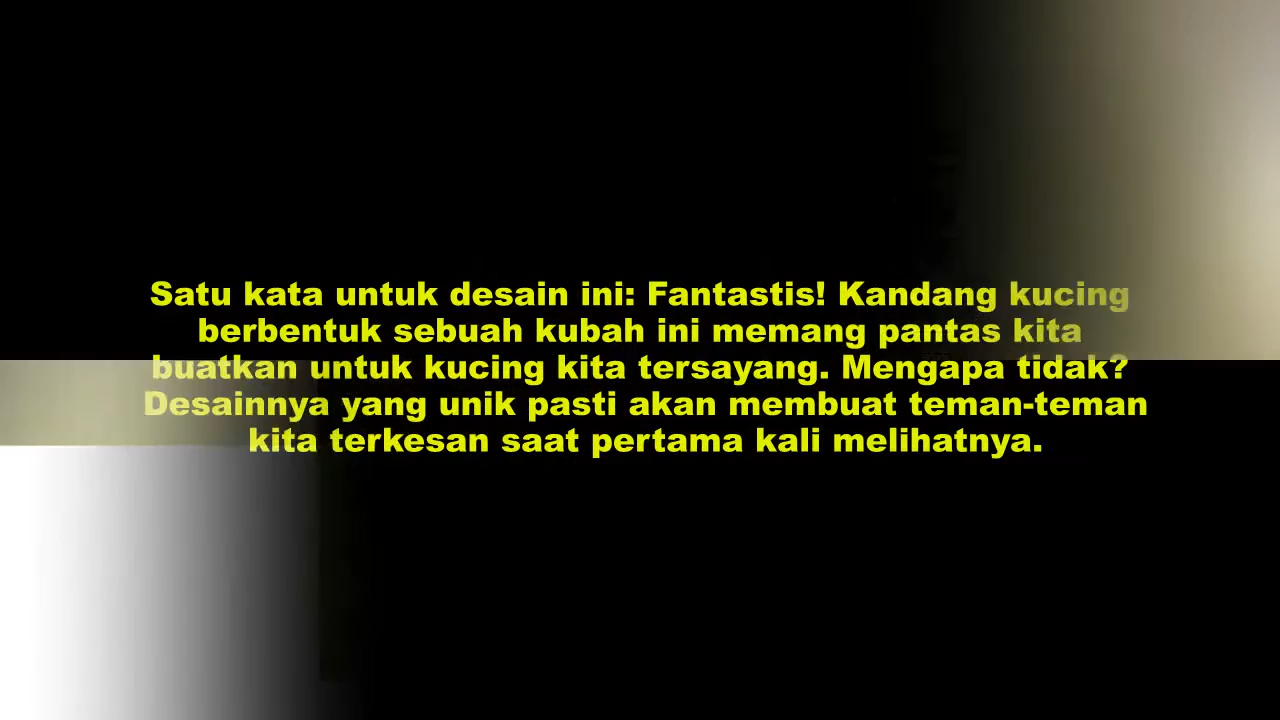 Satu kata untuk desain ini: Fantastis! Kandang kucing
berbentuk sebuah kubah ini memang pantas kita
buatkan untuk kucing kita tersayang. Mengapa tidak?
Desainnya yang unik pasti akan membuat teman-teman
kita terkesan saat pertama kali melihatnya.